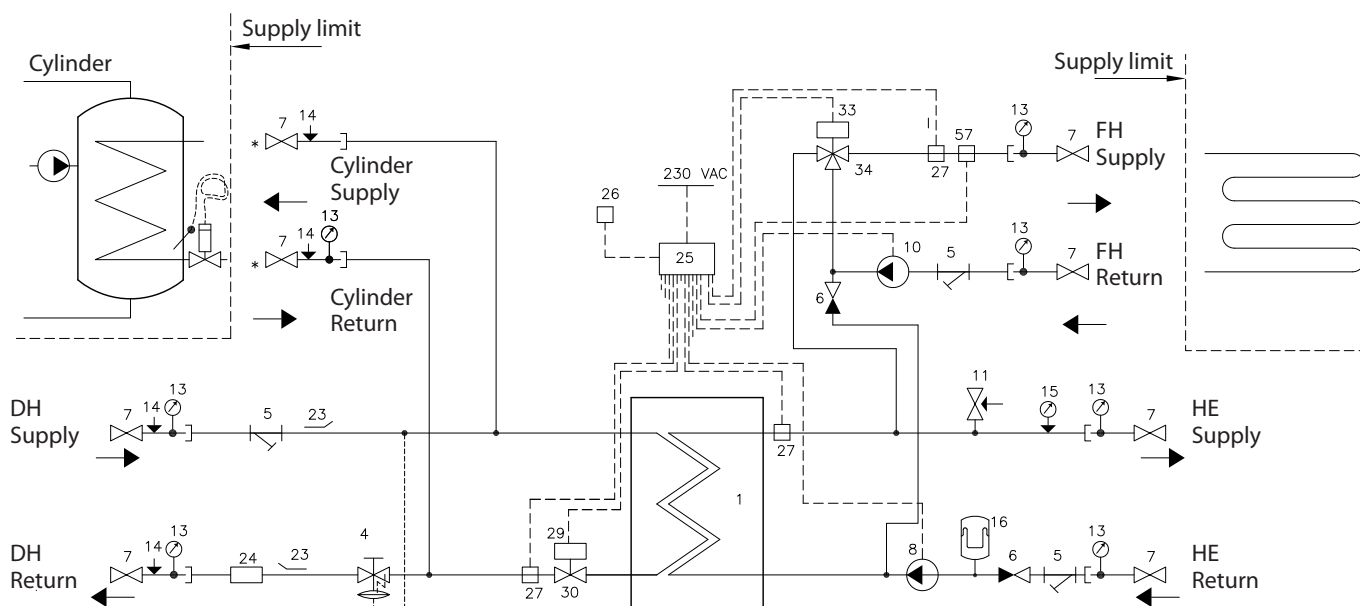 Supply limit
Cylinder
Supply limit
33
13
7
FH
Supply
57
27
34
7
14
*
Cylinder
Supply
230 VAC
26
25
13
7
14
*
Cylinder
Return
10
5
13
7
FH
Return
6
DH
Supply
7
14
13
5
23
11
15
13
7
HE
Supply
27
1
DH
Return
7
14
13
24
23
4
27
29
30
8
16
6
5
13
7
HE
Return